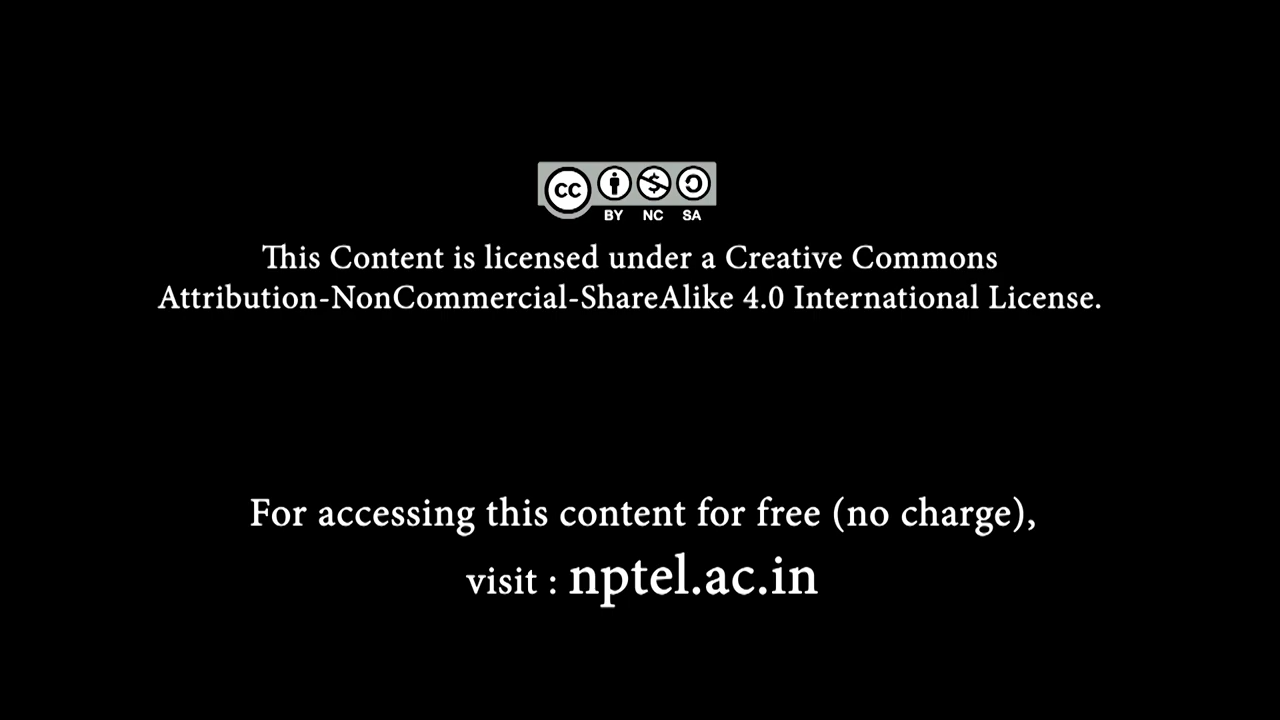 cc
BY NC SA
This Content is licensed under a Creative Commons
Attribution-NonCommercial-ShareAlike 4.0 International License.
For accessing this content for free (no charge),
visit : nptel.ac.in